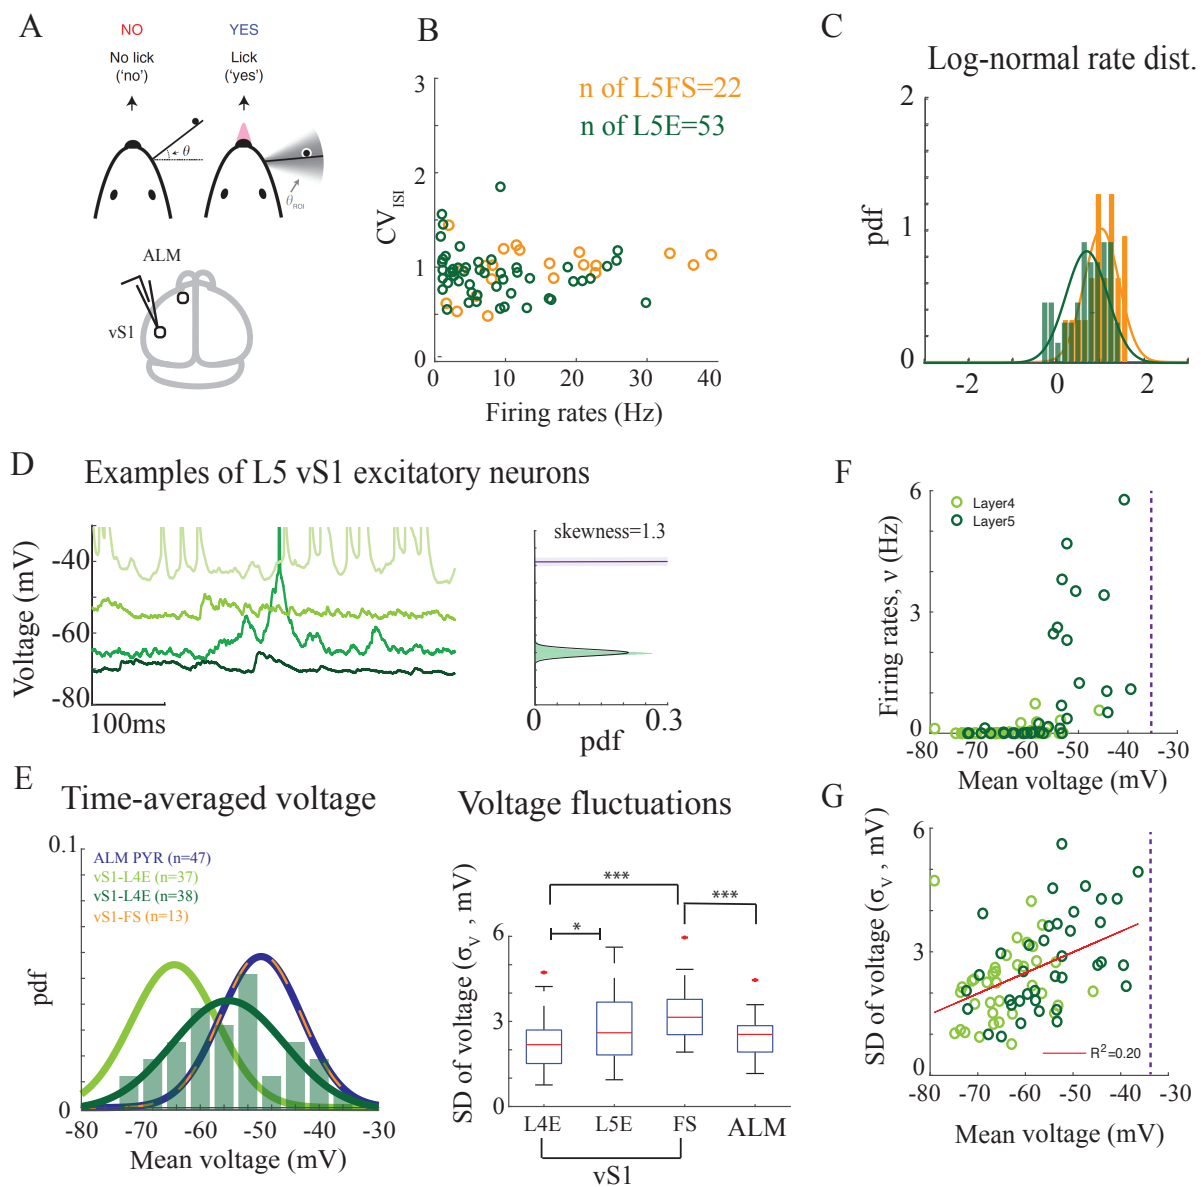 A
NO
YES
No lick
('no')
Lick
('yes')
θ
θROI
ALM
vS1
B
n of L5FS=22
n of L5E=53
CVISI
3
2
1
0
0
10
20
30
40
Firing rates (Hz)
C
Log-normal rate dist.
pdf
2
1
0
-2
0
2
D
Examples of L5 vS1 excitatory neurons
Voltage (mV)
-40
-60
-80
100ms
skewness=1.3
0
0.3
pdf
E
Time-averaged voltage
0.1
ALM PYR (n=47)
vS1-L4E (n=37)
vS1-L4E (n=38)
vS1-FS (n=13)
pdf
0
-80
-70
-60
-50
-40
-30
Mean voltage (mV)
Voltage fluctuations
SD of voltage (σV , mV)
***
***
*
6
3
0
L4E
L5E
FS
ALM
vS1
F
Firing rates, ν (Hz)
6
3
0
Layer4
Layer5
-80
-70
-60
-50
-40
-30
Mean voltage (mV)
G
SD of voltage (σV , mV)
6
3
0
R2=0.20
-80
-70
-60
-50
-40
-30
Mean voltage (mV)